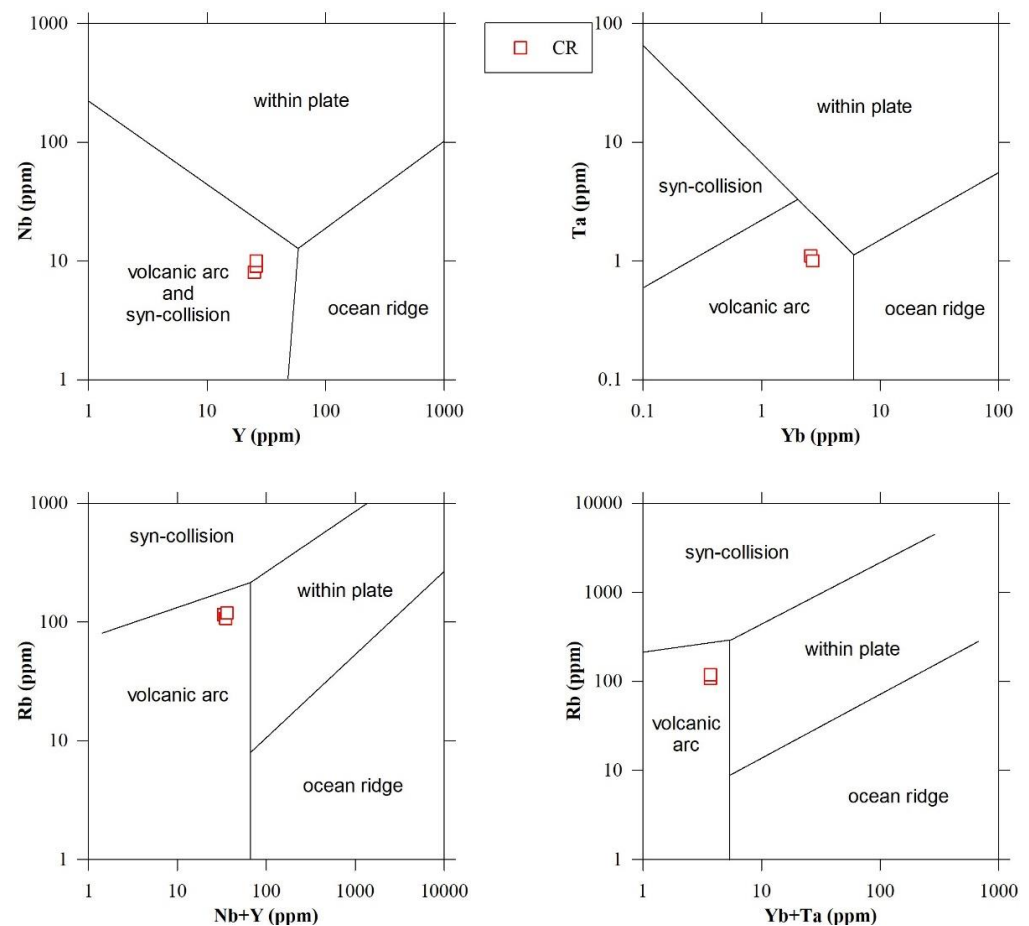 1000
100
10
1
Nb (ppm)
within plate
volcanic arc
and
syn-collision
ocean ridge
1
10
100
1000
Y (ppm)
CR
100
10
1
0.1
Ta (ppm)
within plate
syn-collision
volcanic arc
ocean ridge
0.1
1
10
100
Yb (ppm)
1000
100
10
1
Rb (ppm)
syn-collision
within plate
volcanic arc
ocean ridge
1
10
100
1000
10000
Nb+Y (ppm)
10000
1000
100
10
1
Rb (ppm)
syn-collision
within plate
volcanic
arc
ocean ridge
1
10
100
1000
Yb+Ta (ppm)